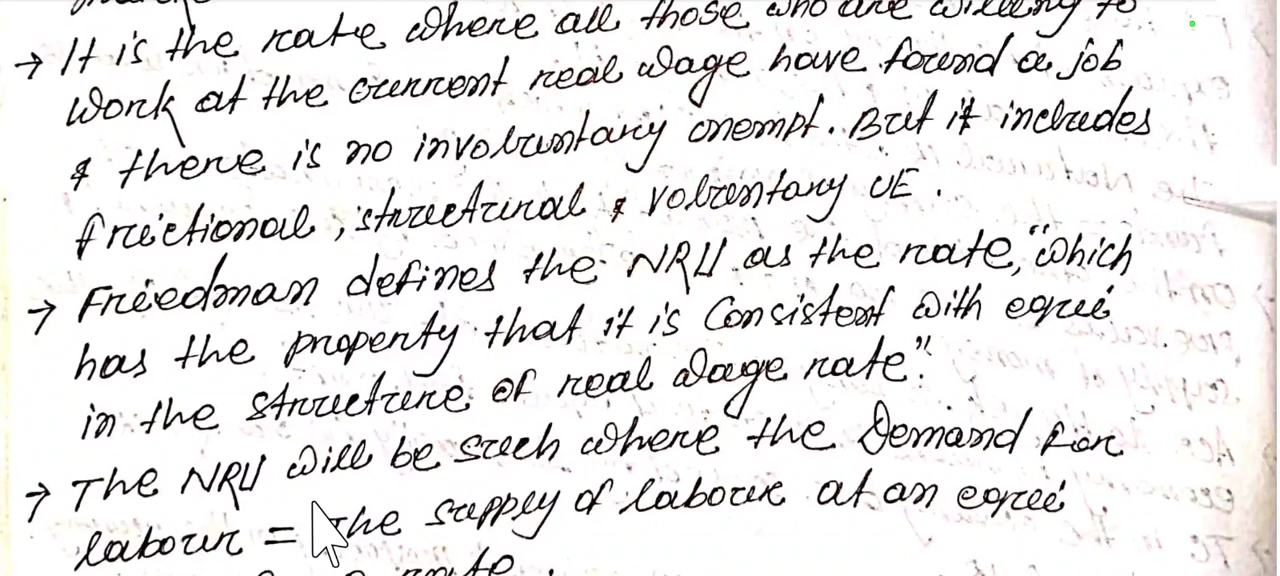 → It is the rate where all those who are willing to
work at the current real wage have found a job
& there is no involuntary unempt. But it includes
frictional, structural & voluntary UE.
→ Friedman defines the NRU as the rate, "which
has the property that it is consistent with equi
in the structure of real wage rate".
→ The NRU will be such where the Demand for
labour = the supply of labour at an equi
rate.